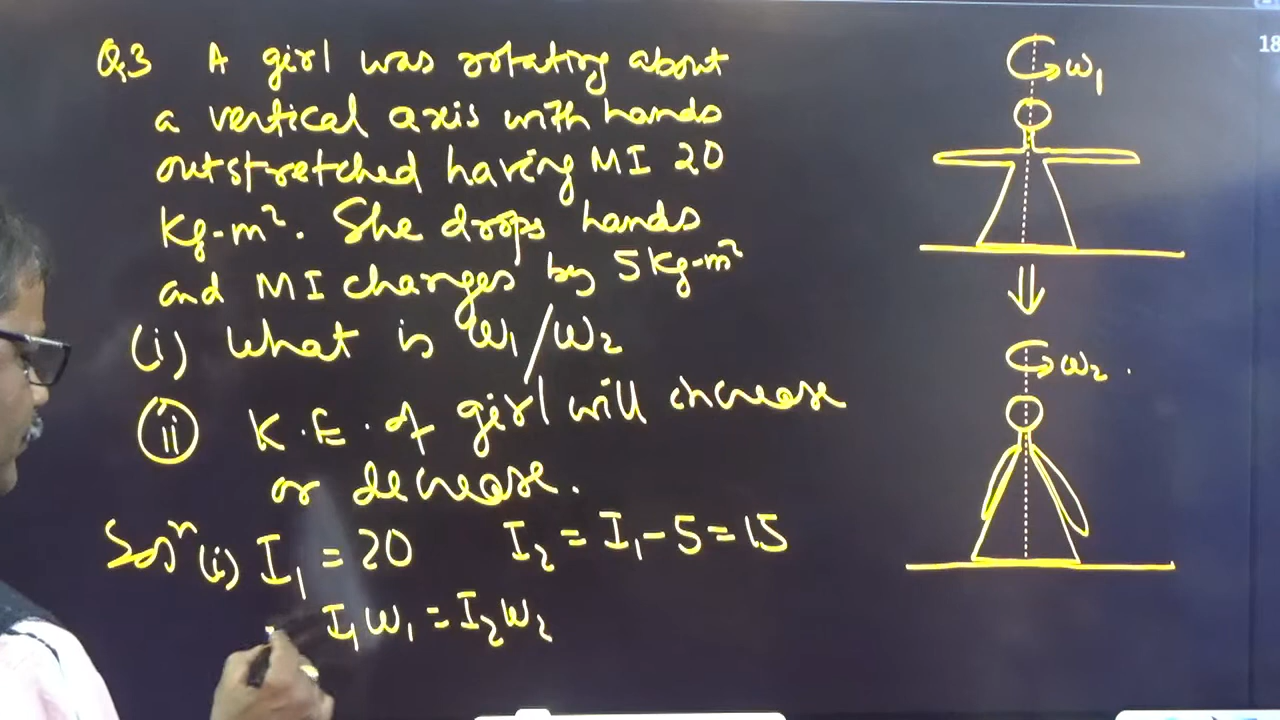 Q.3 A girl was rotating about
a vertical axis with hands
outstretched having MI 20
Kg-m². She drops hands
and MI changes by 5 Kg-m²
(i) What is ω₁/ω₂
(ii) K.E. of girl will increase
or decrease.
Solⁿ (i) I₁ = 20 I₂ = I₁ - 5 = 15
I₁ω₁ = I₂ω₂
ω₁
ω₂ .
18